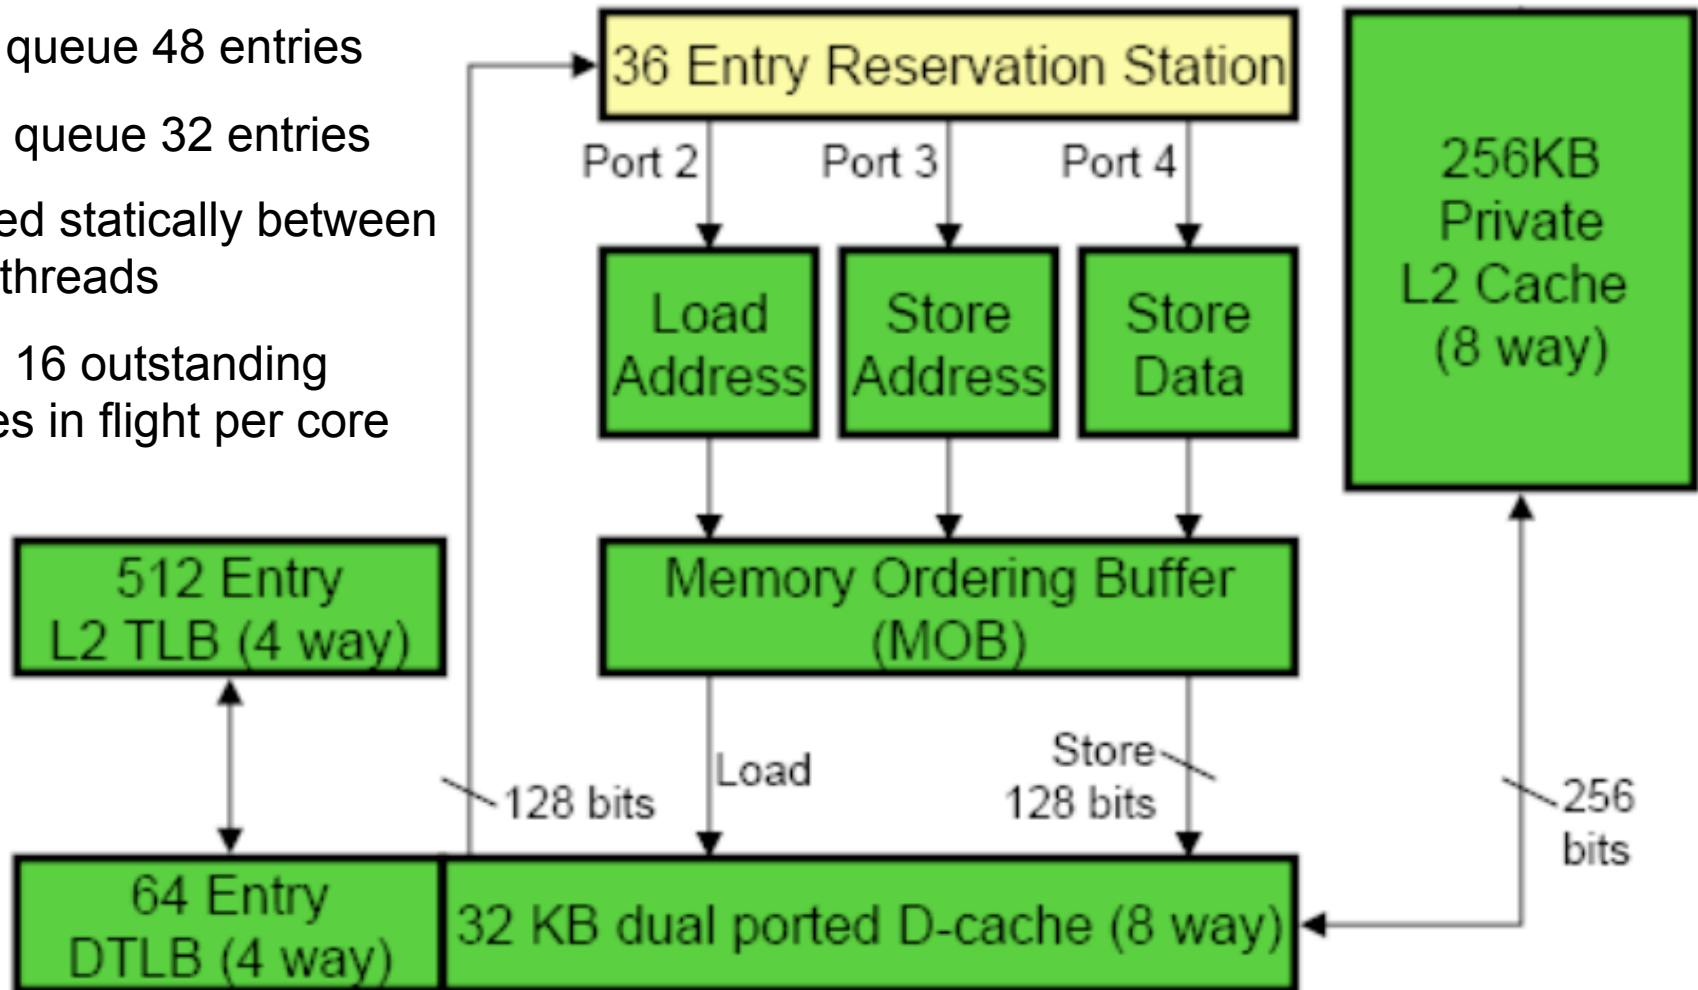 queue 48 entries
queue 32 entries
ed statically between
threads
16 outstanding
es in flight per core
36 Entry Reservation Station
Port 2
Port 3
Port 4
256KB
Private
L2 Cache
(8 way)
Load
Address
Store
Address
Store
Data
512 Entry
L2 TLB (4 way)
Memory Ordering Buffer
(MOB)
128 bits
Load
Store
128 bits
256
bits
64 Entry
DTLB (4 way)
32 KB dual ported D-cache (8 way)